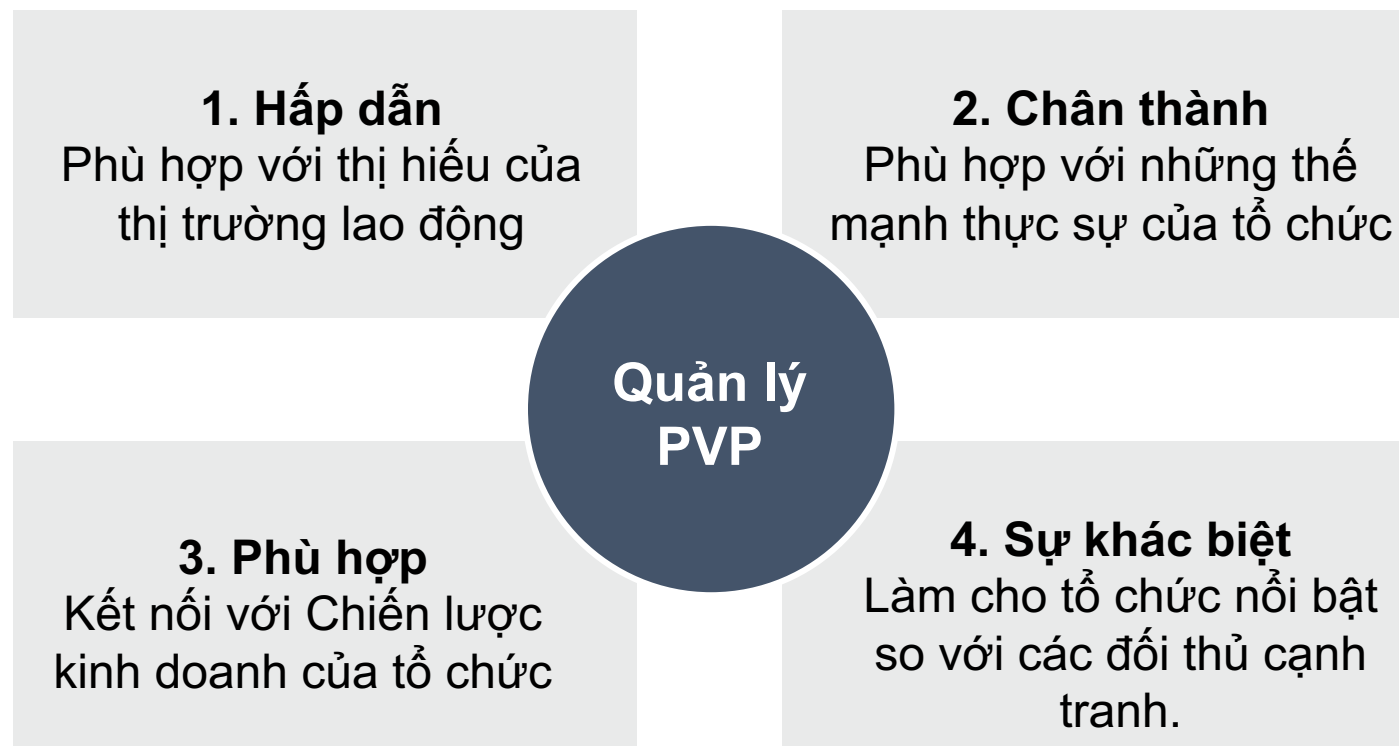 1. Hấp dẫn
Phù hợp với thị hiếu của
thị trường lao động
2. Chân thành
Phù hợp với những thế
mạnh thực sự của tổ chức
Quản lý
PVP
3. Phù hợp
Kết nối với Chiến lược
kinh doanh của tổ chức
4. Sự khác biệt
Làm cho tổ chức nổi bật
so với các đối thủ cạnh
tranh.